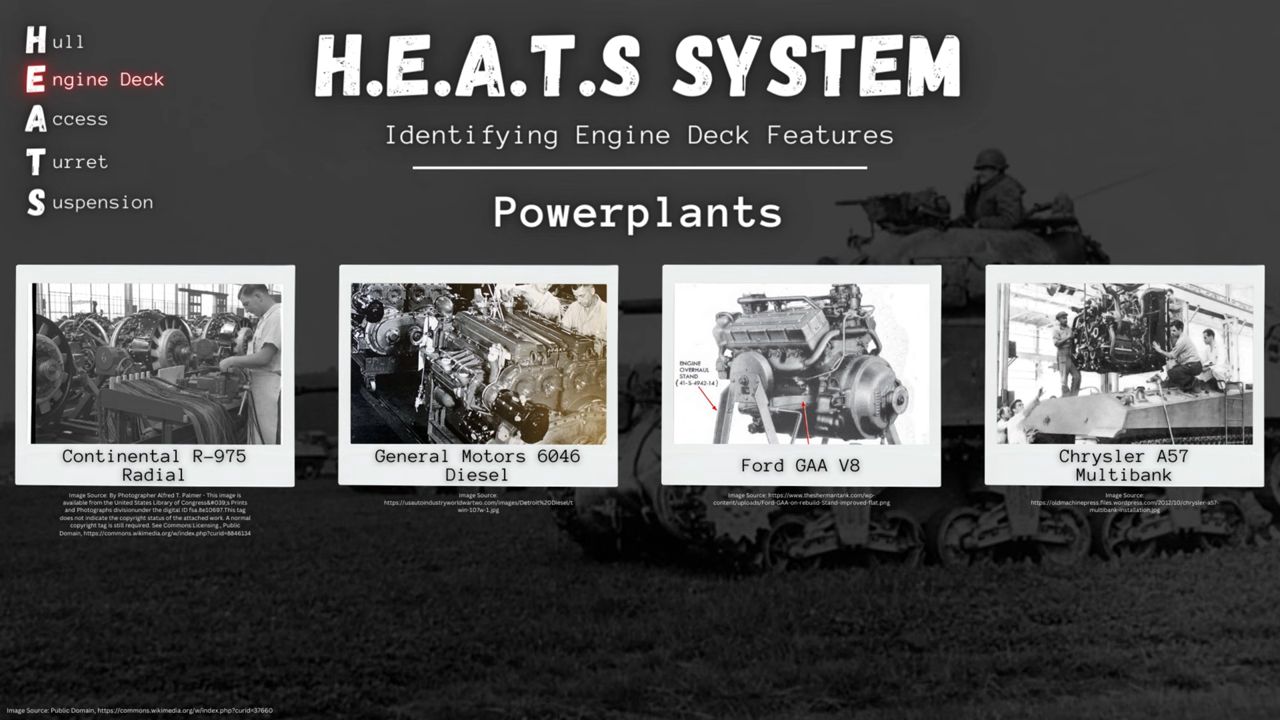 Hull
Engine Deck
Access
Turret
Suspension
H.E.A.T.S SYSTEM
Identifying Engine Deck Features
Powerplants
ENGINE
OVERHAUL
STAND
(41-S-4942-14)
Continental R-975
Radial
General Motors 6046
Diesel
Ford GAA V8
Chrysler A57
Multibank
Image Source: By Photographer Alfred T. Palmer - This image is
available from the United States Library of Congress&#039;s Prints
and Photographs divisionunder the digital ID fsa.8e10697.This tag
does not indicate the copyright status of the attached work. A normal
copyright tag is still required. See Commons Licensing., Public
Domain, https://commons.wikimedia.org/w/index.php?curid=8846134
Image Source:
https://usautoindustryworldwartwo.com/images/Detroit%20Diesel/t
win-107w-1.jpg
Image Source: https://www.theshermantank.com/wp-
content/uploads/Ford-GAA-on-rebuild-Stand-improved-flat.png
Image Source:
https://oldmachinepress.files.wordpress.com/2012/10/chrysler-a57-
multibank-installation.jpg
Image Source: Public Domain, https://commons.wikimedia.org/w/index.php?curid=37660